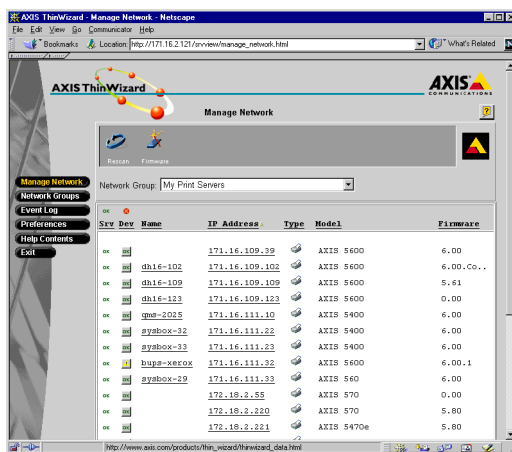 AXIS ThinWizard - Manage Network - Netscape
File Edit View Go Communicator Help
Bookmarks Location: http://171.16.2.121/srvview/manage_network.html What's Related
AXIS ThinWizard
AXIS
COMMUNICATIONS
Manage Network
Rescan Firmware
Manage Network
Network Groups
Event Log
Preferences
Help Contents
Exit
Network Group: My Print Servers
OK
Srv Dev Name IP Address Type Model Firmware
OK OK 171.16.109.39 AXIS 5600 6.00
OK OK dh16-102 171.16.109.102 AXIS 5600 6.00.Co..
OK OK dh16-109 171.16.109.109 AXIS 5600 5.61
OK OK dh16-123 171.16.109.123 AXIS 5600 0.00
OK OK qms-2025 171.16.111.10 AXIS 5400 6.00
OK OK sysbox-32 171.16.111.22 AXIS 5400 6.00
OK OK sysbox-33 171.16.111.23 AXIS 5400 6.00
OK ! bups-xerox 171.16.111.32 AXIS 5600 6.00.1
OK OK sysbox-29 171.16.111.33 AXIS 560 6.00
OK OK 172.18.2.55 AXIS 570 0.00
OK OK 172.18.2.220 AXIS 570 5.80
OK OK 172.18.2.221 AXIS 5470e 5.80
http://www.axis.com/products/thin_wizard/thinwizard_data.html